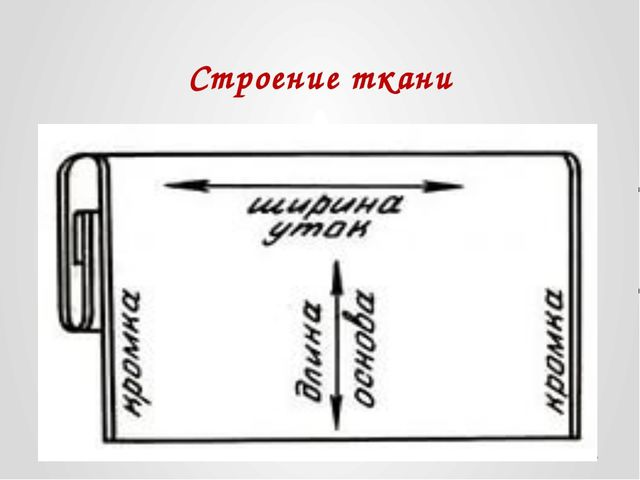 Строение ткани
ширина
уток
кромка
длина
основа
кромка